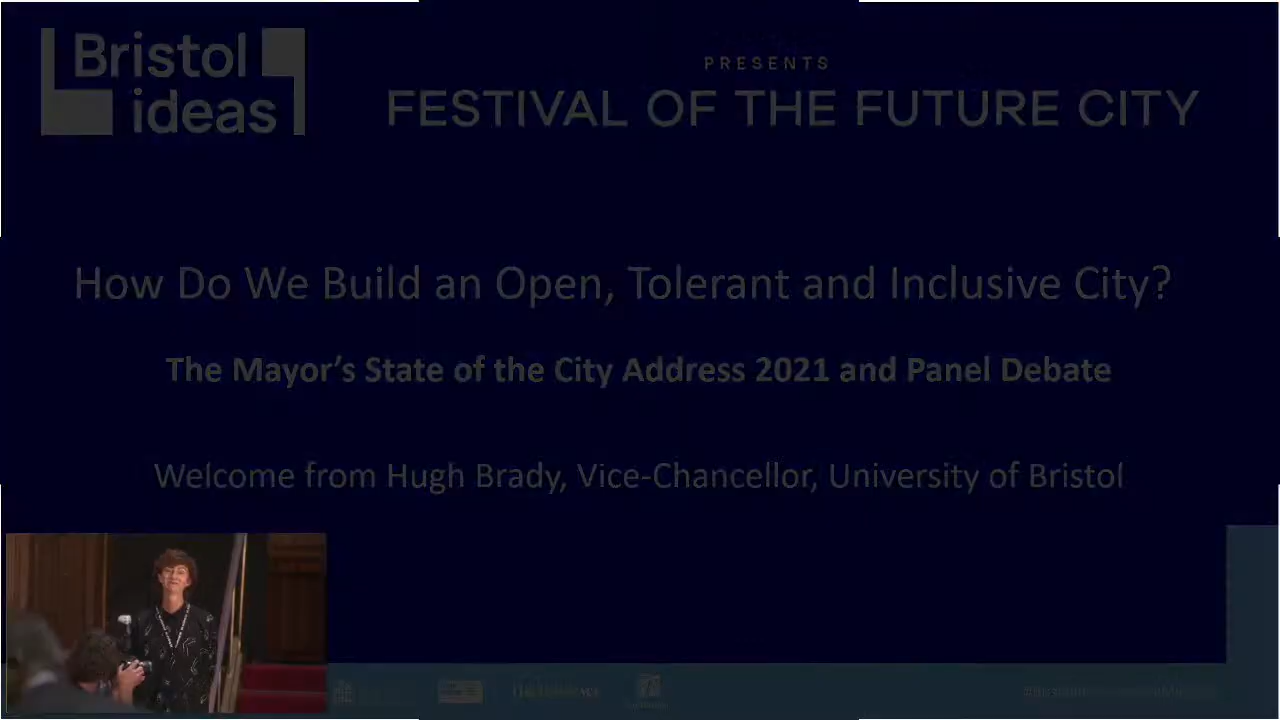 Bristol
ideas
PRESENTS
FESTIVAL OF THE FUTURE CITY
How Do We Build an Open, Tolerant and Inclusive City?
The Mayor’s State of the City Address 2021 and Panel Debate
Welcome from Hugh Brady, Vice-Chancellor, University of Bristol